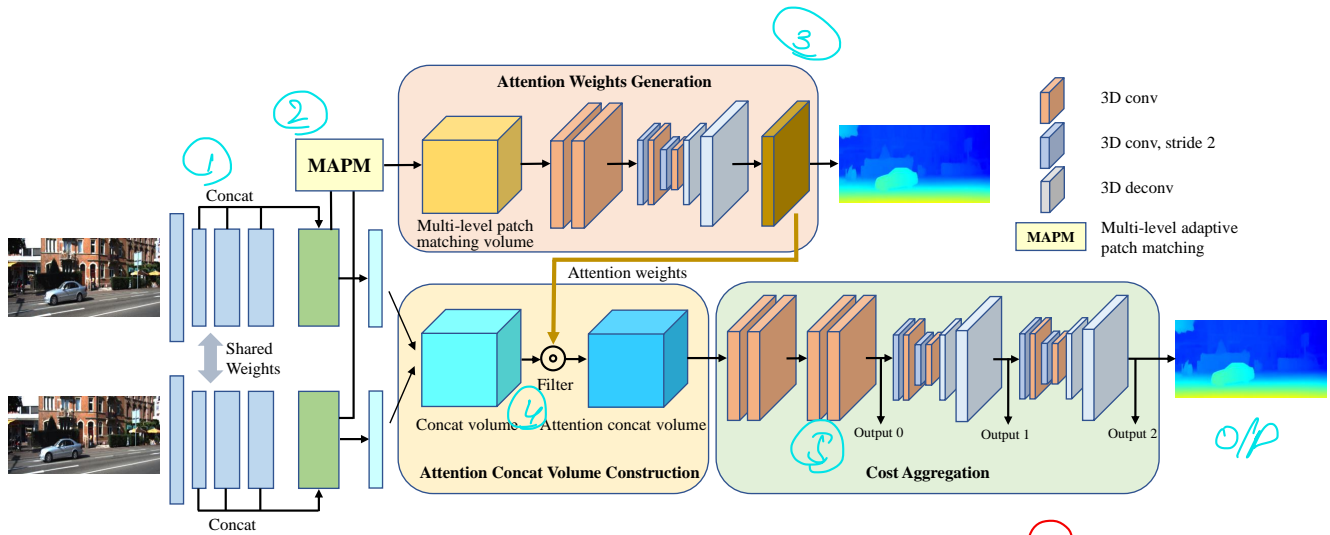 3
Attention Weights Generation
2
1
MAPM
Concat
Multi-level patch
matching volume
3D conv
3D conv, stride 2
3D deconv
MAPM
Multi-level adaptive
patch matching
Attention weights
Shared
Weights
Filter
4
Concat volume
Attention concat volume
Attention Concat Volume Construction
5
Output 0
Output 1
Output 2
Cost Aggregation
O/P
Concat